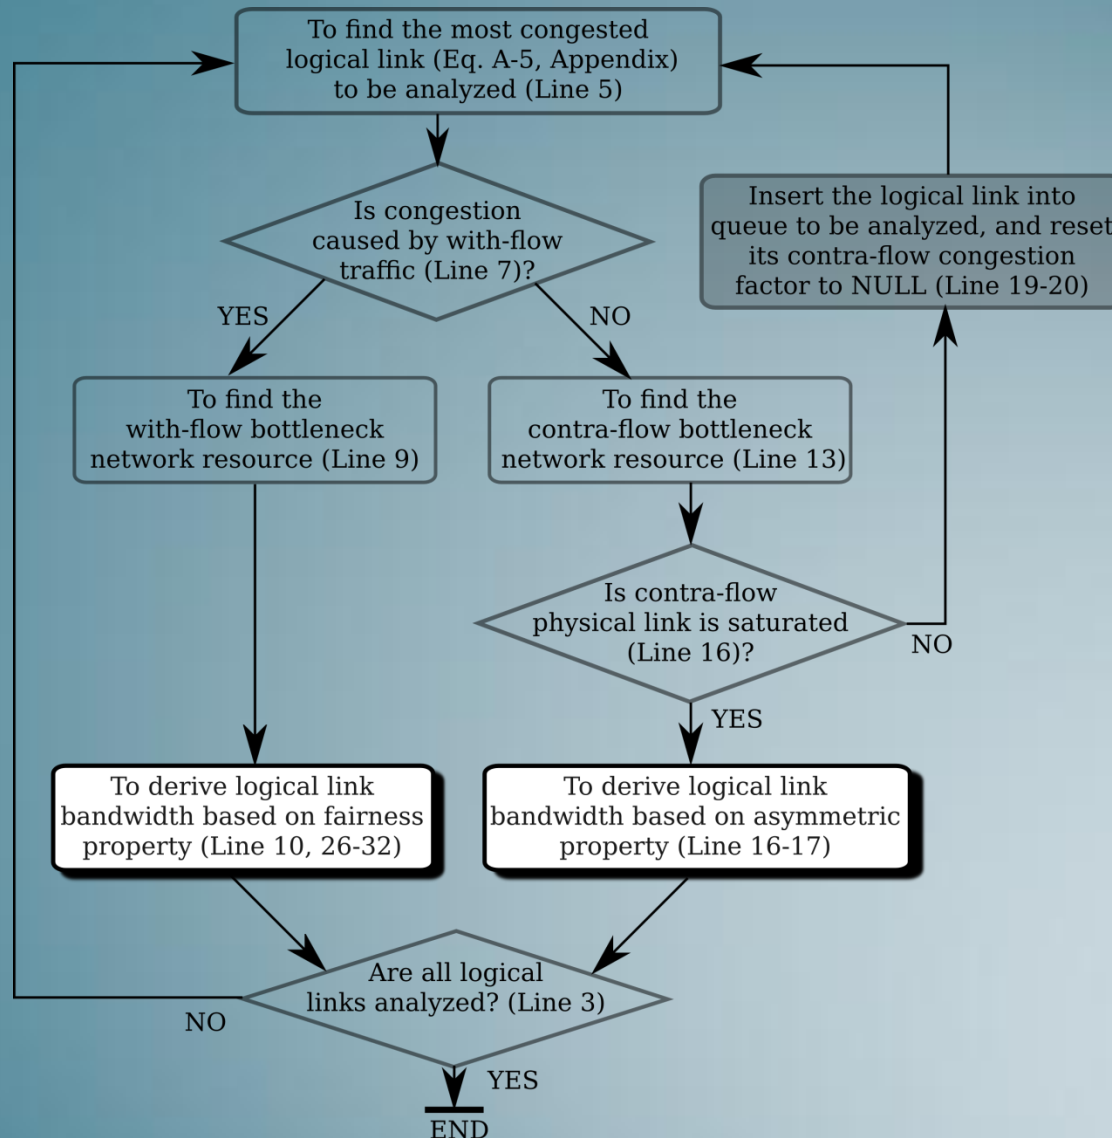 To find the most congested
logical link (Eq. A-5, Appendix)
to be analyzed (Line 5)
Is congestion
caused by with-flow
traffic (Line 7)?
Insert the logical link into
queue to be analyzed, and reset
its contra-flow congestion
factor to NULL (Line 19-20)
YES
NO
To find the
with-flow bottleneck
network resource (Line 9)
To find the
contra-flow bottleneck
network resource (Line 13)
Is contra-flow
physical link is saturated
(Line 16)?
NO
YES
To derive logical link
bandwidth based on fairness
property (Line 10, 26-32)
To derive logical link
bandwidth based on asymmetric
property (Line 16-17)
Are all logical
links analyzed? (Line 3)
NO
YES
END